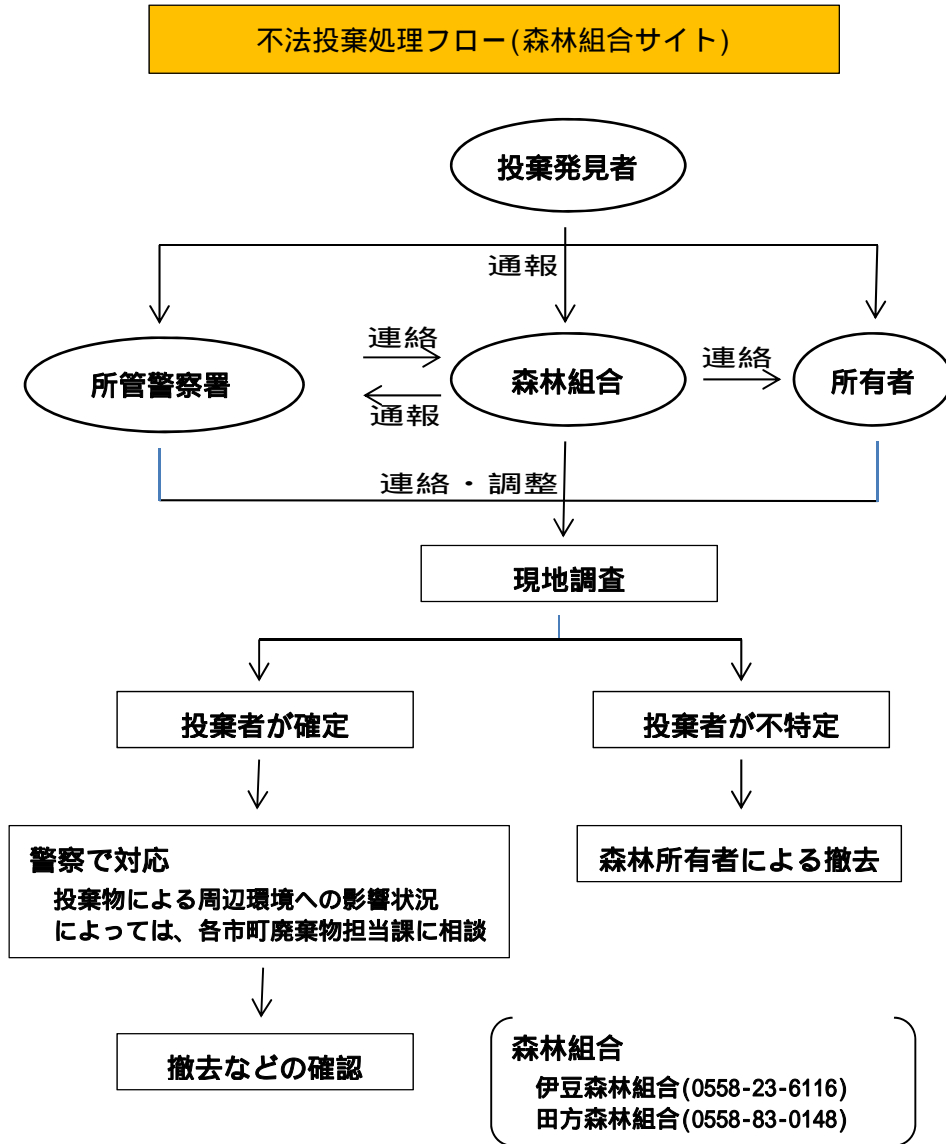 不法投棄処理フロー(森林組合サイト)
投棄発見者
通報
所管警察署
連絡
通報
森林組合
連絡
所有者
連絡・調整
現地調査
投棄者が確定
投棄者が不特定
警察で対応
投棄物による周辺環境への影響状況
によっては、各市町廃棄物担当課に相談
森林所有者による撤去
撤去などの確認
森林組合
伊豆森林組合(0558-23-6116)
田方森林組合(0558-83-0148)